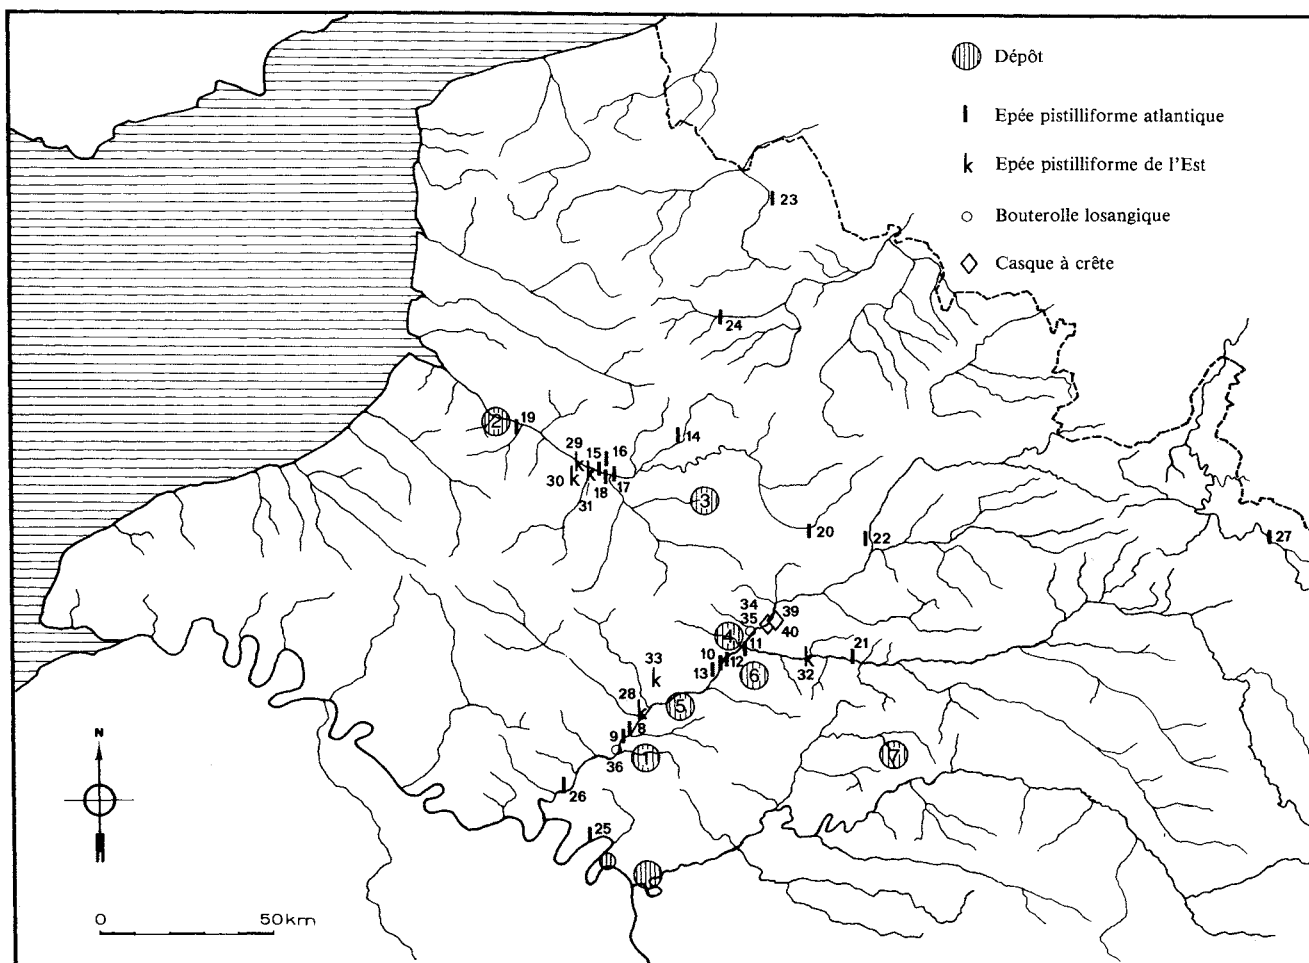 Dépôt
Epée pistilliforme atlantique
Epée pistilliforme de l'Est
k
Bouterolle losangique
Casque à crête
23
24
2
19
14
29
15
16
k
k
30
k
18
17
31
3
20
22
27
34
39
35
40
4
11
10
12
21
13
6
32
k
33
k
28
k
5
9
8
36
1
7
26
25
N
0
50km